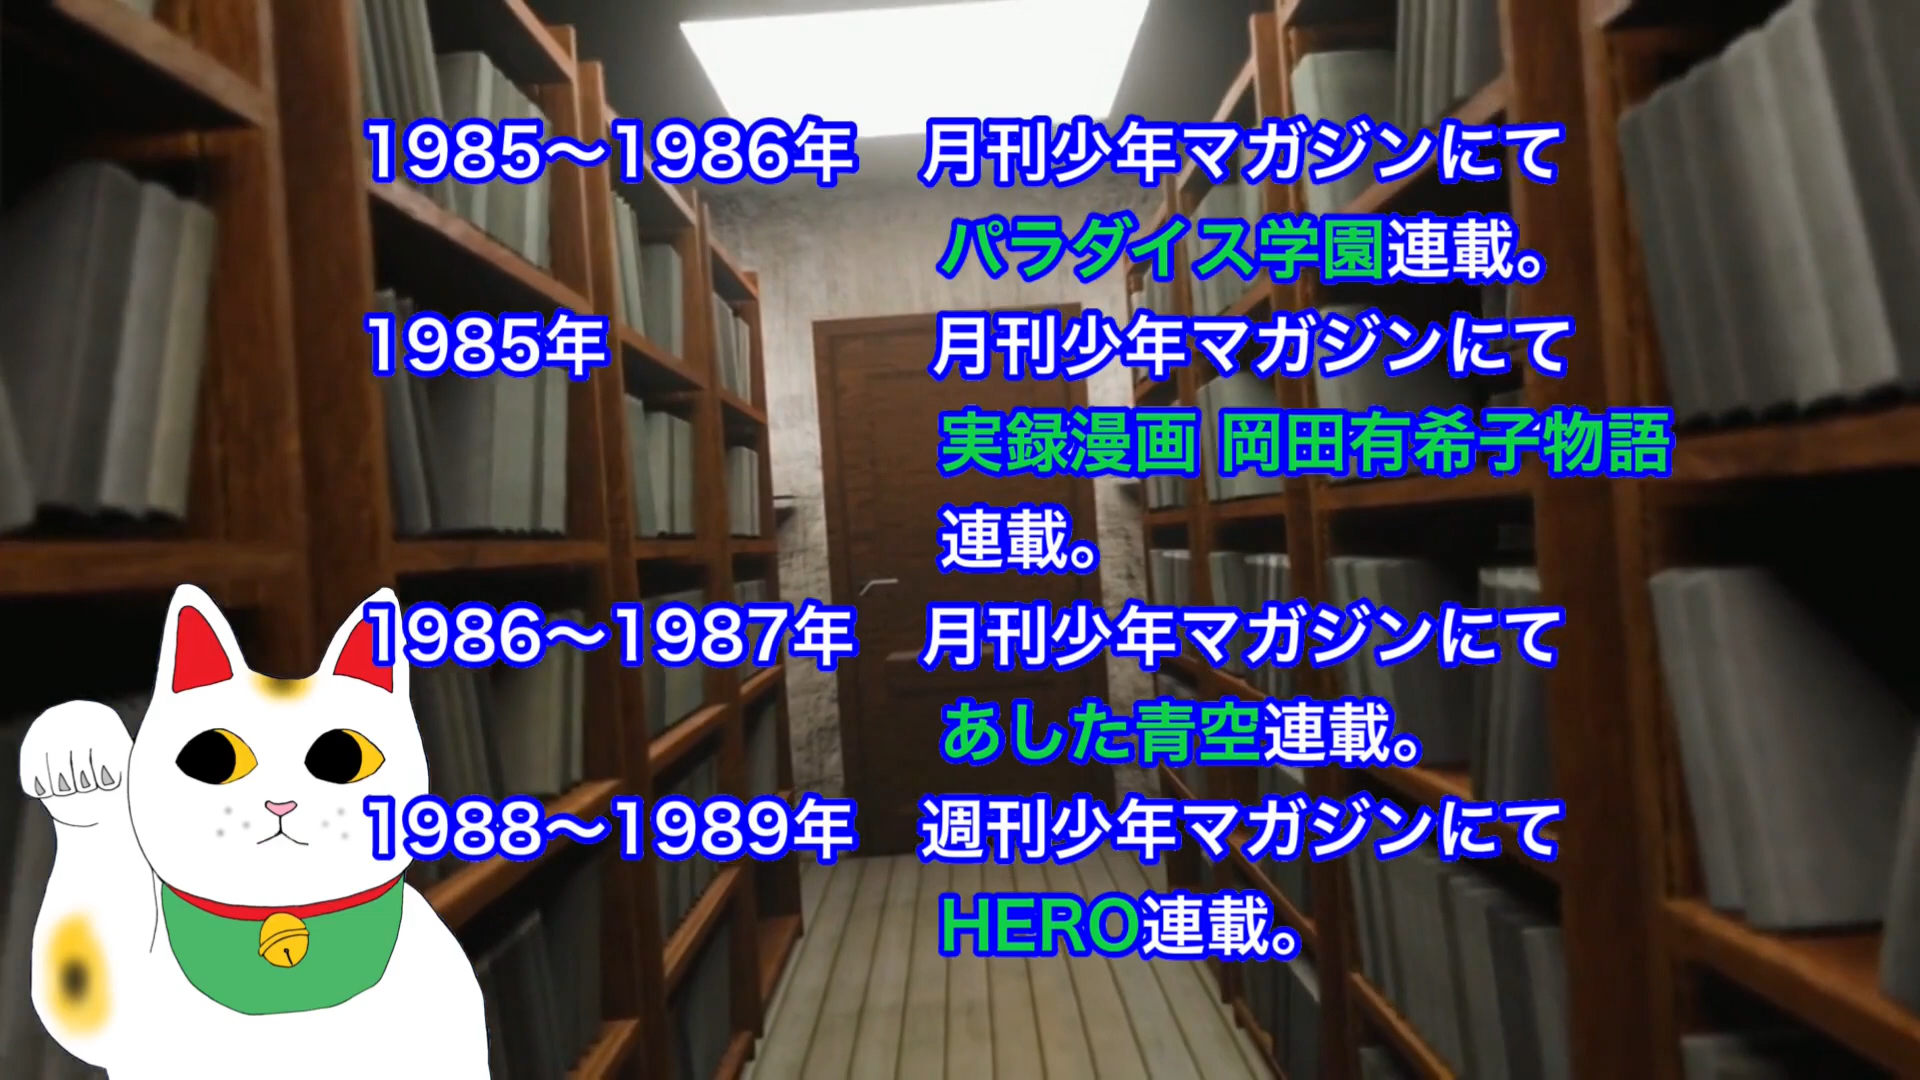 1985～1986年　月刊少年マガジンにて
パラダイス学園連載。
1985年　月刊少年マガジンにて
実録漫画 岡田有希子物語
連載。
1986～1987年　月刊少年マガジンにて
あした青空連載。
1988～1989年　週刊少年マガジンにて
HERO連載。